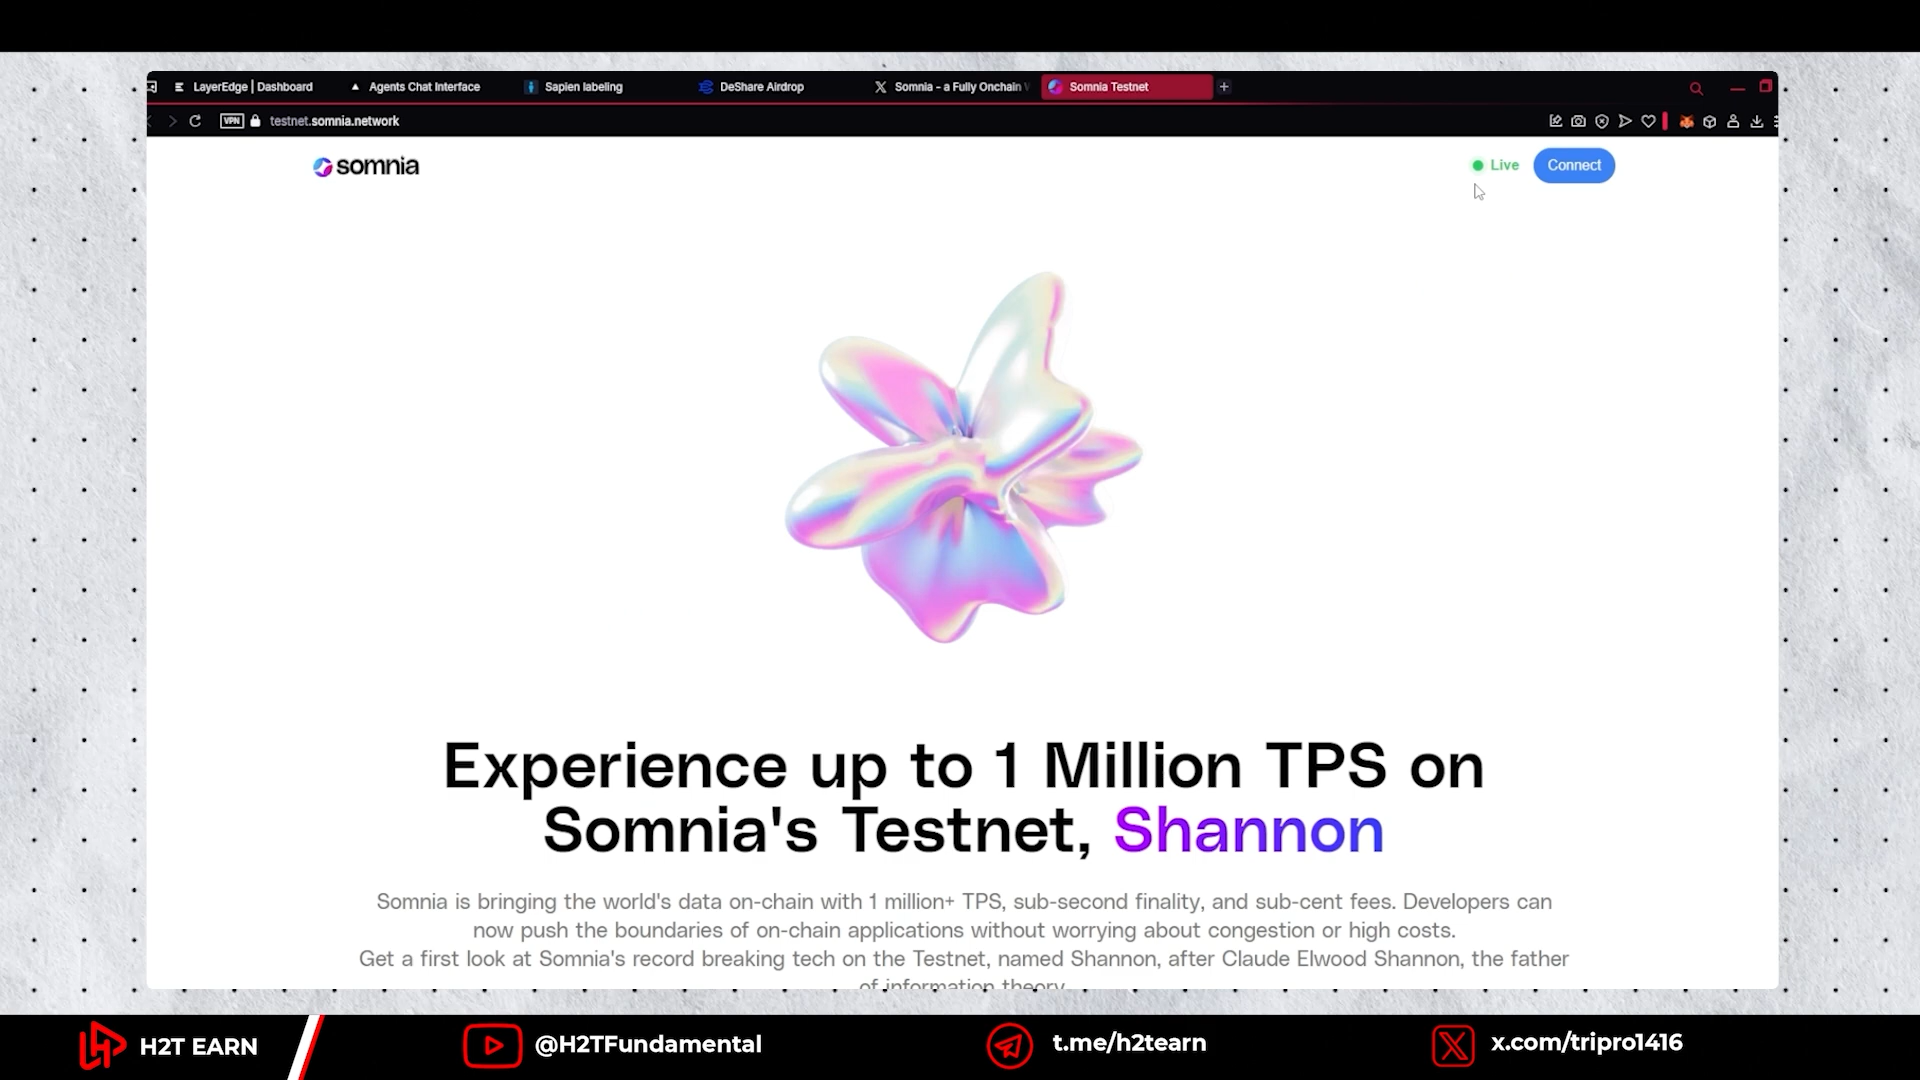 LayerEdge | Dashboard
Agents Chat Interface
Sapien labeling
DeShare Airdrop
Somnia - a Fully Onchain
Somnia Testnet
VPN
testnet.somnia.network
somnia
Live
Connect
Experience up to 1 Million TPS on
Somnia's Testnet, Shannon
Somnia is bringing the world's data on-chain with 1 million+ TPS, sub-second finality, and sub-cent fees. Developers can
now push the boundaries of on-chain applications without worrying about congestion or high costs.
Get a first look at Somnia's record breaking tech on the Testnet, named Shannon, after Claude Elwood Shannon, the father
of information theory.
H2T EARN
@H2TFundamental
t.me/h2tearn
x.com/tripro1416